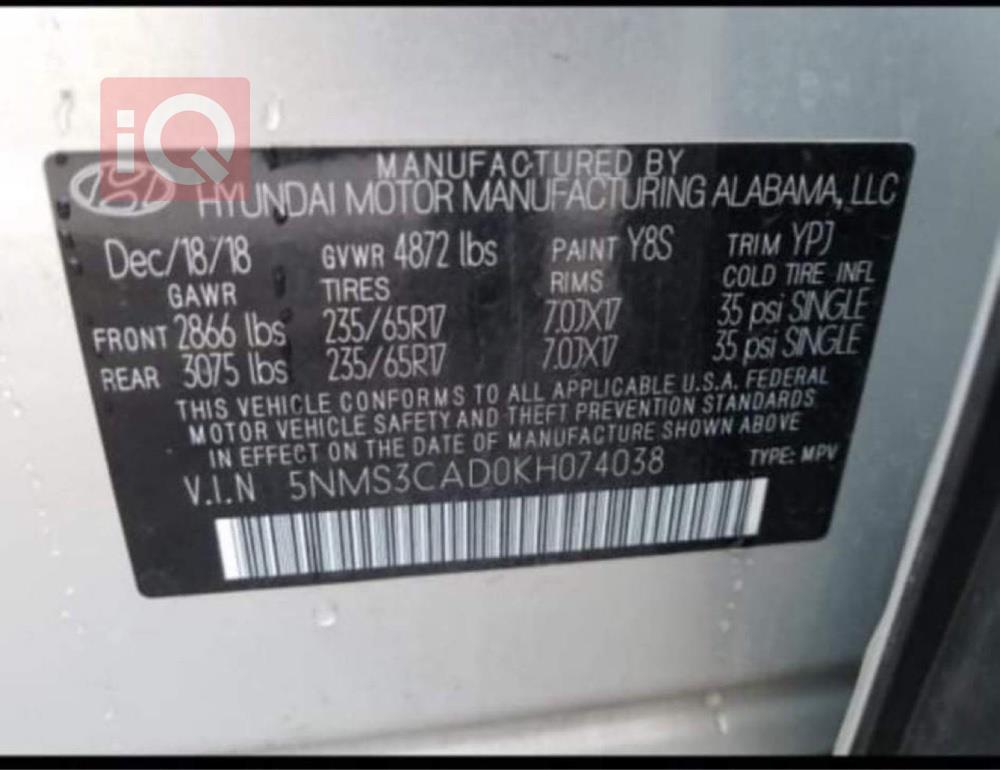 iQ
MANUFACTURED BY
HYUNDAI MOTOR MANUFACTURING ALABAMA, LLC
Dec/18/18 GVWR 4872 lbs PAINT Y8S TRIM YPJ
GAWR TIRES RIMS COLD TIRE INFL
FRONT 2866 lbs 235/65R17 7.0JX17 35 psi SINGLE
REAR 3075 lbs 235/65R17 7.0JX17 35 psi SINGLE
THIS VEHICLE CONFORMS TO ALL APPLICABLE U.S.A. FEDERAL
MOTOR VEHICLE SAFETY AND THEFT PREVENTION STANDARDS
IN EFFECT ON THE DATE OF MANUFACTURE SHOWN ABOVE
V.I.N 5NMS3CAD0KH074038 TYPE: MPV